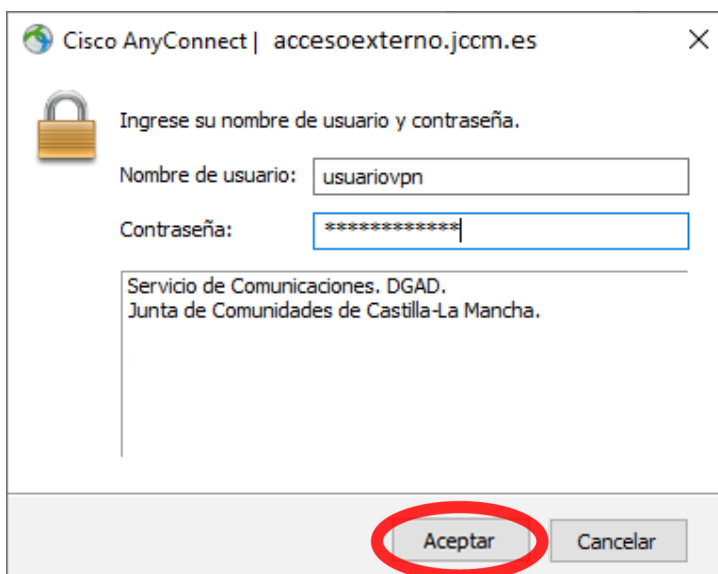 Cisco AnyConnect | accesoexterno.jccm.es
Ingrese su nombre de usuario y contraseña.
Nombre de usuario: usuariovpn
Contraseña: *************
Servicio de Comunicaciones. DGAD.
Junta de Comunidades de Castilla-La Mancha.
Aceptar Cancelar